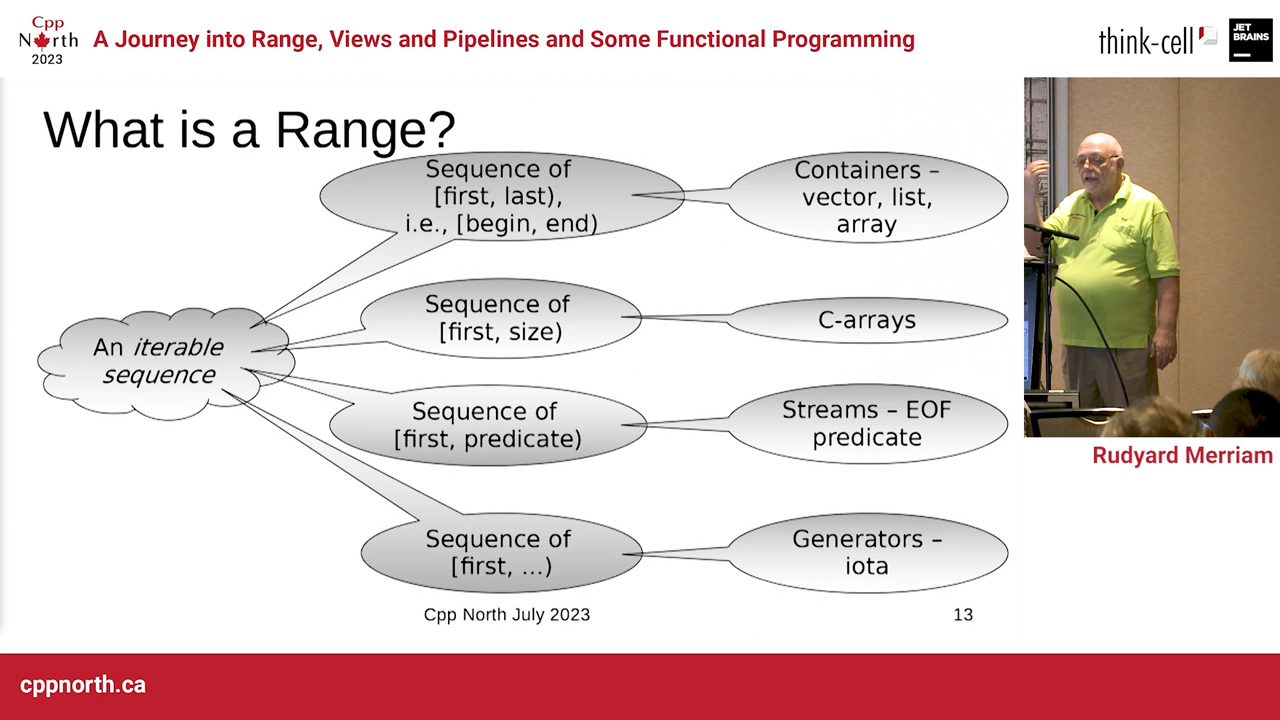 Cpp
North
2023
A Journey into Range, Views and Pipelines and Some Functional Programming
think-cell
JET
BRAINS
What is a Range?
Sequence of
[first, last),
i.e., [begin, end)
Containers –
vector, list,
array
Sequence of
[first, size)
C-arrays
An iterable
sequence
Sequence of
[first, predicate)
Streams – EOF
predicate
Sequence of
[first, ...)
Generators –
iota
Cpp North July 2023
13
Rudyard Merriam
cppnorth.ca